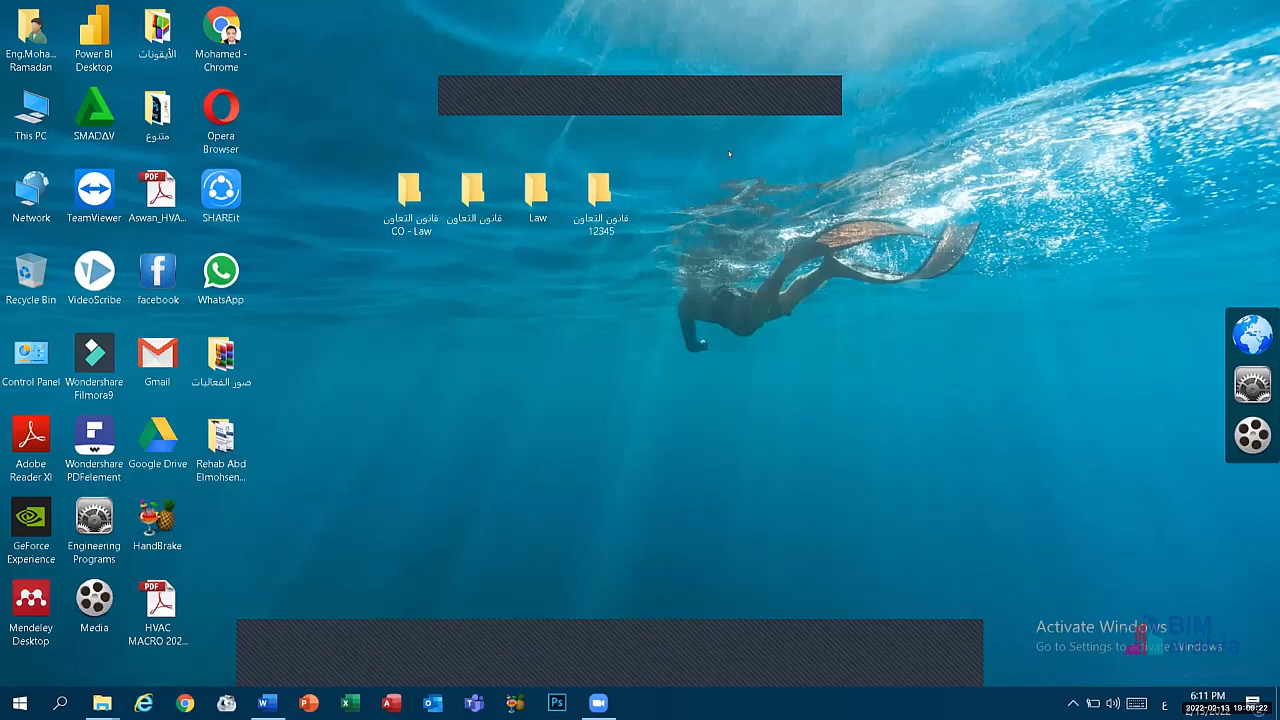 Eng.Moha...
Ramadan
Power BI
Desktop
الأيقونات
Mohamed -
Chrome
This PC
SMADAV
متنوع
Opera
Browser
Network
TeamViewer
PDF
Aswan_HVA...
SHAREit
قانون التعاون
CO - Law
قانون التعاون
Law
قانون التعاون
12345
Recycle Bin
VideoScribe
facebook
WhatsApp
Control Panel
Wondershare
Filmora9
Gmail
صور الفعاليات
Adobe
Reader XI
Wondershare
PDFelement
Google Drive
Rehab Abd
Elmohsen...
GeForce
Experience
Engineering
Programs
HandBrake
Mendeley
Desktop
Media
PDF
HVAC
MACRO 202...
Activate Windows
Go to Settings to activate Windows.
BIM
Ps
ع
6:11 PM
2022-02-13 19:09:22